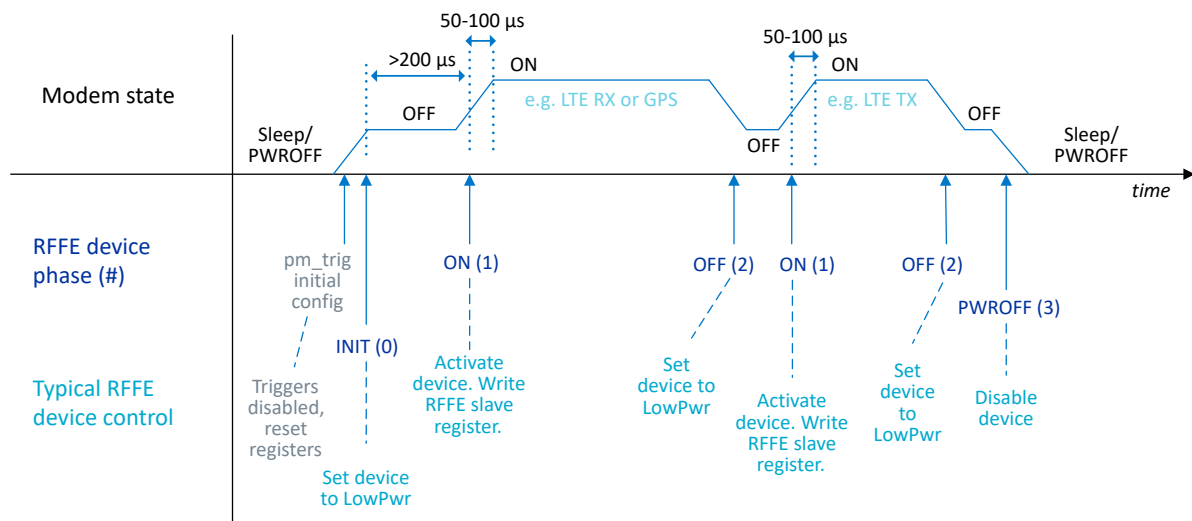 50-100 µs
50-100 µs
>200 µs
ON
ON
Modem state
e.g. LTE RX or GPS
e.g. LTE TX
OFF
OFF
OFF
Sleep/
PWROFF
Sleep/
PWROFF
time
RFFE device
phase (#)
pm_trig
initial
config
INIT (0)
ON (1)
OFF (2)
ON (1)
OFF (2)
PWROFF (3)
Typical RFFE
device control
Triggers
disabled,
reset
registers
Set device
to LowPwr
Activate
device. Write
RFFE slave
register.
Set
device to
LowPwr
Activate
device. Write
RFFE slave
register.
Set
device
to
LowPwr
Disable
device